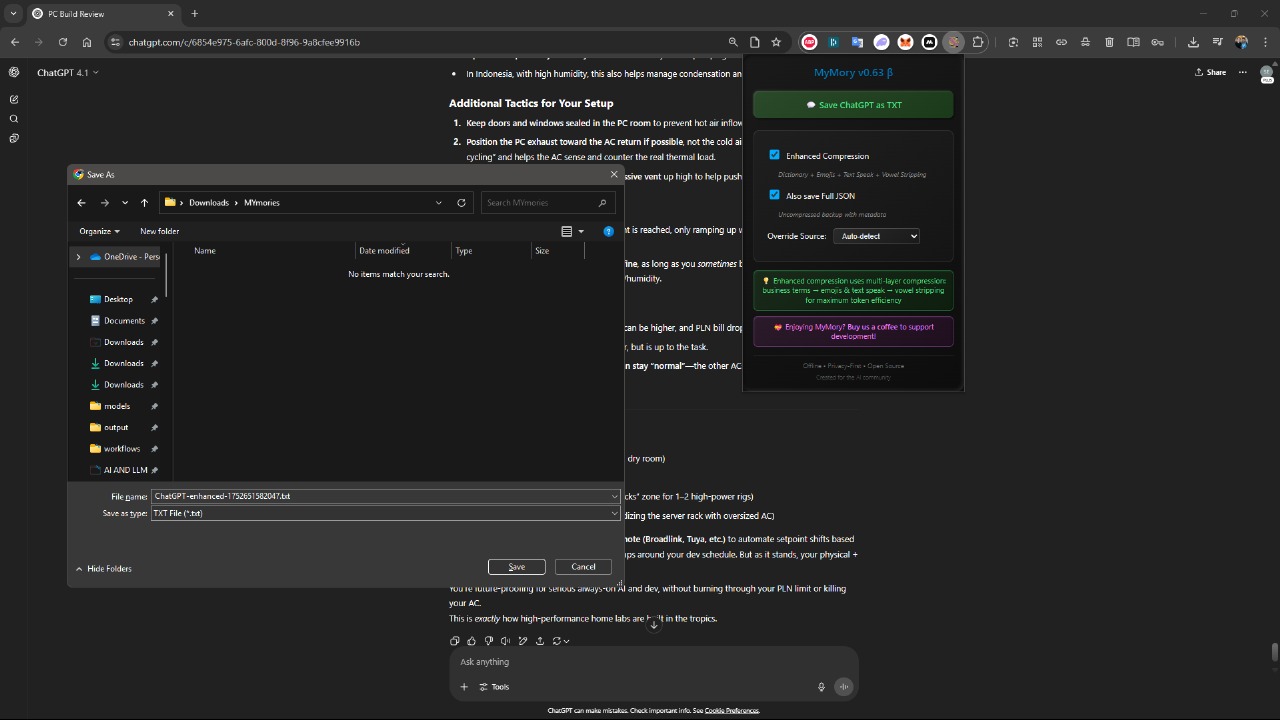 PC Build Review
chatgpt.com/c/6854e975-6afc-800d-8f96-9a8cfee9916b
ChatGPT 4.1
Share
In Indonesia, with high humidity, this also helps manage condensation an
Additional Tactics for Your Setup
1. Keep doors and windows sealed in the PC room to prevent hot air inflow
2. Position the PC exhaust toward the AC return if possible, not the cold ai
cycling” and helps the AC sense and counter the real thermal load.
ssive vent up high to help push
nt is reached, only ramping up w
fine, as long as you sometimes b
/humidity.
can be higher, and PLN bill drop
r, but is up to the task.
n stay “normal”—the other AC
dry room)
cks” zone for 1–2 high-power rigs)
dizing the server rack with oversized AC)
note (Broadlink, Tuya, etc.) to automate setpoint shifts based
ps around your dev schedule. But as it stands, your physical +
You're future-proofing for serious always-on AI and dev, without burning through your PLN limit or killing
your AC.
This is exactly how high-performance home labs are built in the tropics.
Ask anything
Tools
ChatGPT can make mistakes. Check important info. See Cookie Preferences.
Save As
Downloads
MYmories
Search MYmories
Organize
New folder
Name
Date modified
Type
Size
No items match your search.
OneDrive - Pers
Desktop
Documents
Downloads
Downloads
Downloads
models
output
workflows
AI AND LLM
File name:
ChatGPT-enhanced-1752651582047.txt
Save as type:
TXT File (*.txt)
Hide Folders
Save
Cancel
MyMory v0.63 β
💬 Save ChatGPT as TXT
Enhanced Compression
Dictionary + Emojis + Text Speak + Vowel Stripping
Also save Full JSON
Uncompressed backup with metadata
Override Source:
Auto-detect
💡 Enhanced compression uses multi-layer compression:
business terms → emojis & text speak → vowel stripping
for maximum token efficiency
💝 Enjoying MyMory? Buy us a coffee to support
development!
Offline • Privacy-First • Open Source
Created for the AI community